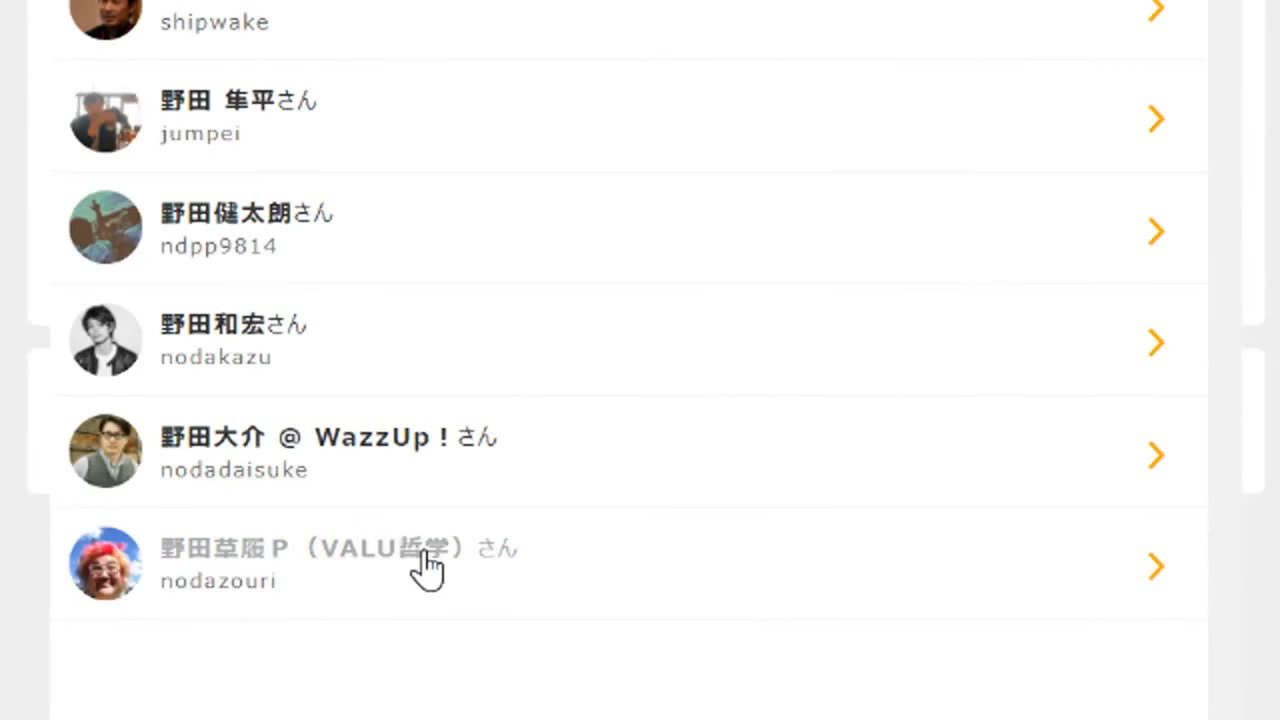 shipwake
野田 隼平さん
jumpei
野田健太朗さん
ndpp9814
野田和宏さん
nodakazu
野田大介 @ WazzUp！さん
nodadaisuke
野田草履Ｐ（VALU哲学）さん
nodazouri